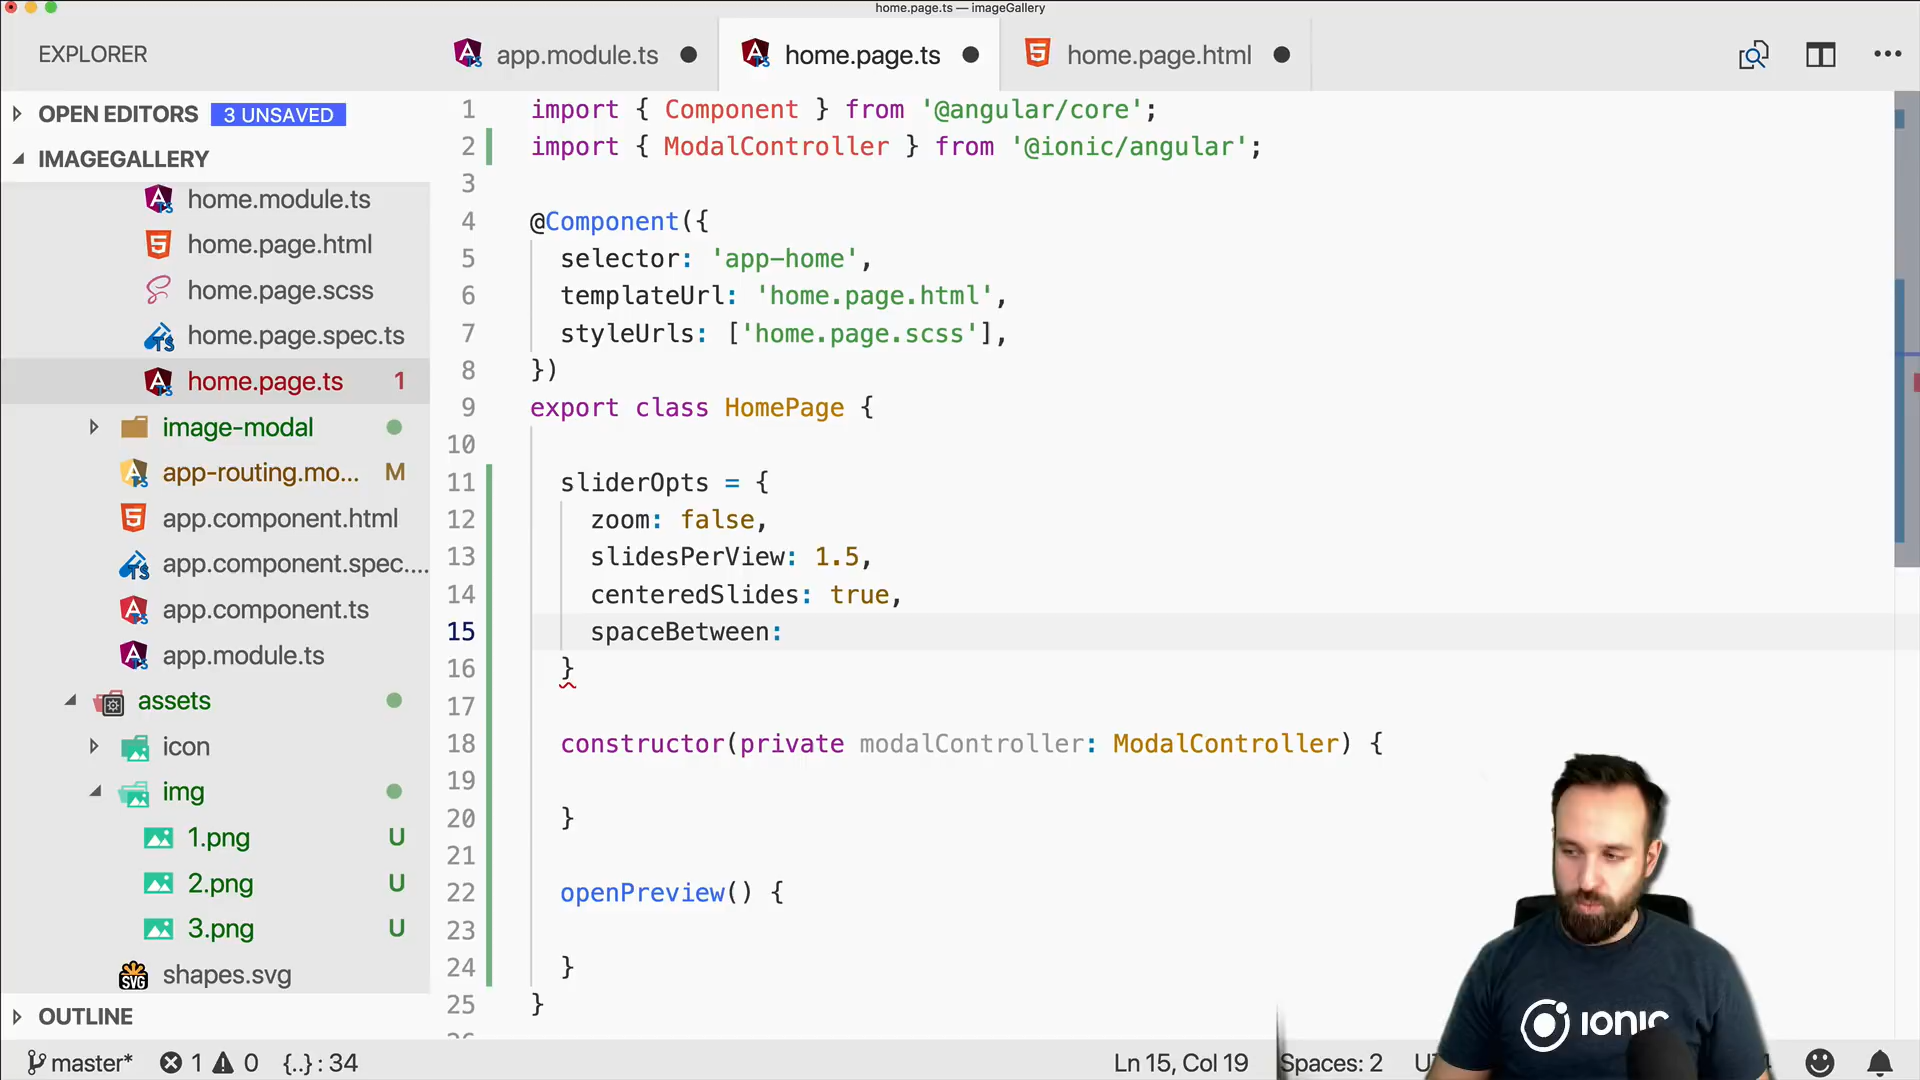 home.page.ts — imageGallery
EXPLORER
app.module.ts
home.page.ts
home.page.html
OPEN EDITORS 3 UNSAVED
IMAGEGALLERY
home.module.ts
home.page.html
home.page.scss
home.page.spec.ts
home.page.ts 1
image-modal
app-routing.mo... M
app.component.html
app.component.spec....
app.component.ts
app.module.ts
assets
icon
img
1.png U
2.png U
3.png U
shapes.svg
OUTLINE
1 import { Component } from '@angular/core';
2 import { ModalController } from '@ionic/angular';
3
4 @Component({
5 selector: 'app-home',
6 templateUrl: 'home.page.html',
7 styleUrls: ['home.page.scss'],
8 })
9 export class HomePage {
10
11 sliderOpts = {
12 zoom: false,
13 slidesPerView: 1.5,
14 centeredSlides: true,
15 spaceBetween:
16 }
17
18 constructor(private modalController: ModalController) {
19
20 }
21
22 openPreview() {
23
24 }
25 }
IONIC
master* 1 0 {..} : 34
Ln 15, Col 19 Spaces: 2